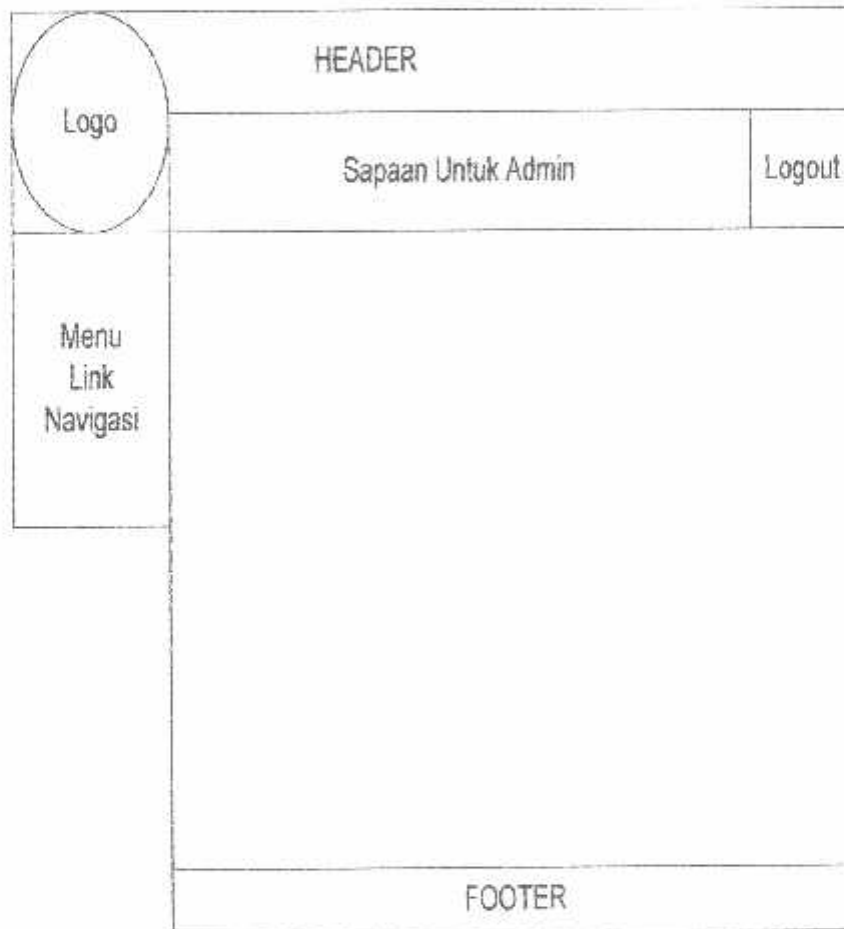 HEADER
Logo
Sapaan Untuk Admin
Logout
Menu
Link
Navigasi
FOOTER